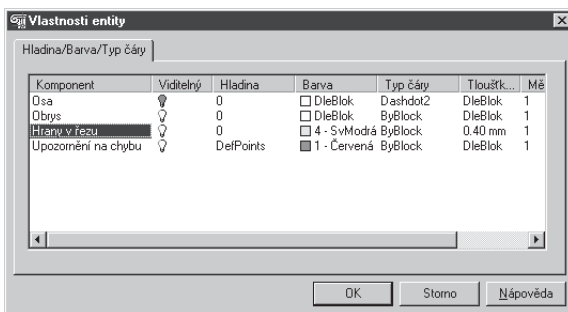 Vlastnosti entity
Hladina/Barva/Typ čáry
Komponent Viditelný Hladina Barva Typ čáry Tloušťk... Mě
Osa 0 DleBlok Dashdot2 DleBlok 1
Obrys 0 DleBlok ByBlock DleBlok 1
Hrany v řezu 0 4 - SvModrá ByBlock 0.40 mm 1
Upozornění na chybu DefPoints 1 - Červená ByBlock DleBlok 1
OK Storno Nápověda